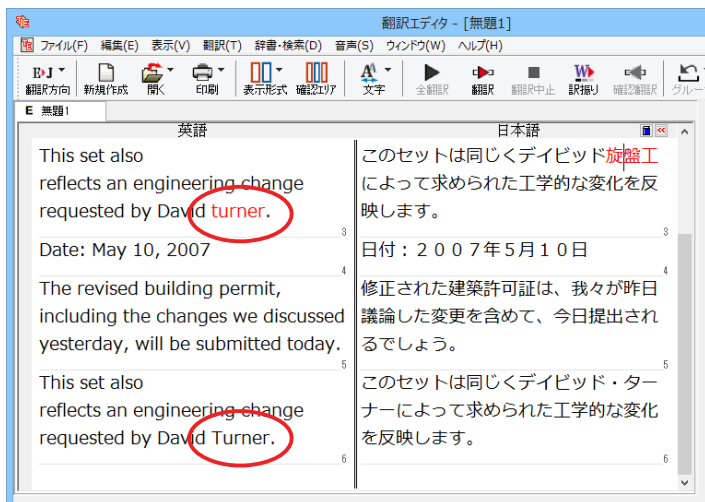 翻訳エディタ - [無題1]
ファイル(F) 編集(E) 表示(V) 翻訳(T) 辞書・検索(D) 音声(S) ウィンドウ(W) ヘルプ(H)
E›J
翻訳方向 新規作成 開く 印刷 表示形式 確認エリア 文字 全翻訳 翻訳 翻訳中止 訳振り 確認翻訳 グルー
E 無題1
英語
This set also
reflects an engineering change
requested by David turner.
3
Date: May 10, 2007
4
The revised building permit,
including the changes we discussed
yesterday, will be submitted today.
5
This set also
reflects an engineering change
requested by David Turner.
6
日本語
このセットは同じくデイビッド旋盤工
によって求められた工学的な変化を反
映します。
3
日付：２００７年５月１０日
4
修正された建築許可証は、我々が昨日
議論した変更を含めて、今日提出され
るでしょう。
5
このセットは同じくデイビッド・ター
ナーによって求められた工学的な変化
を反映します。
6